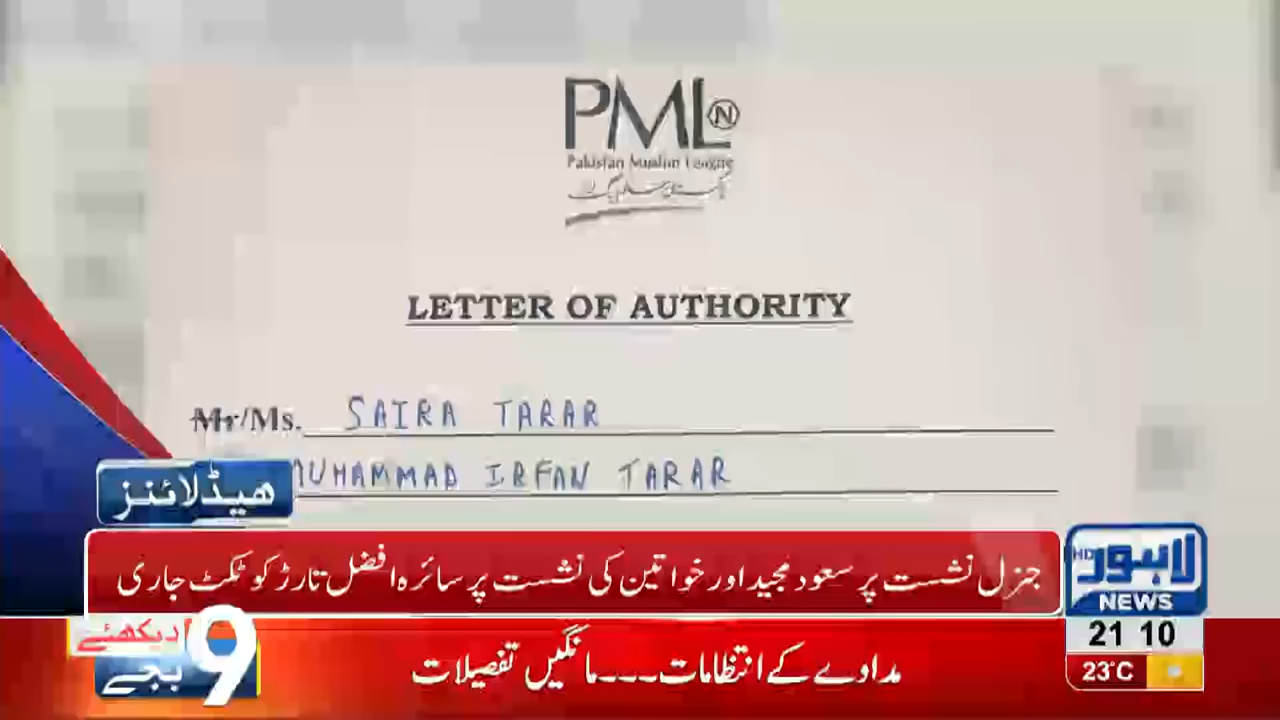 PML
N
Pakistan Muslim League
LETTER OF AUTHORITY
Mr/Ms. SAIRA TARAR
MUHAMMAD IRFAN TARAR
ھیڈلائنز
جنرل نشست پر سعود مجید اور خواتین کی نشست پر سائرہ افضل تارڑ کو ٹکٹ جاری
HD لاہور
NEWS
21 10
23°C
دیکھئے 9
بجے
مداوے کے انتظامات۔۔۔مانگیں تفصیلات